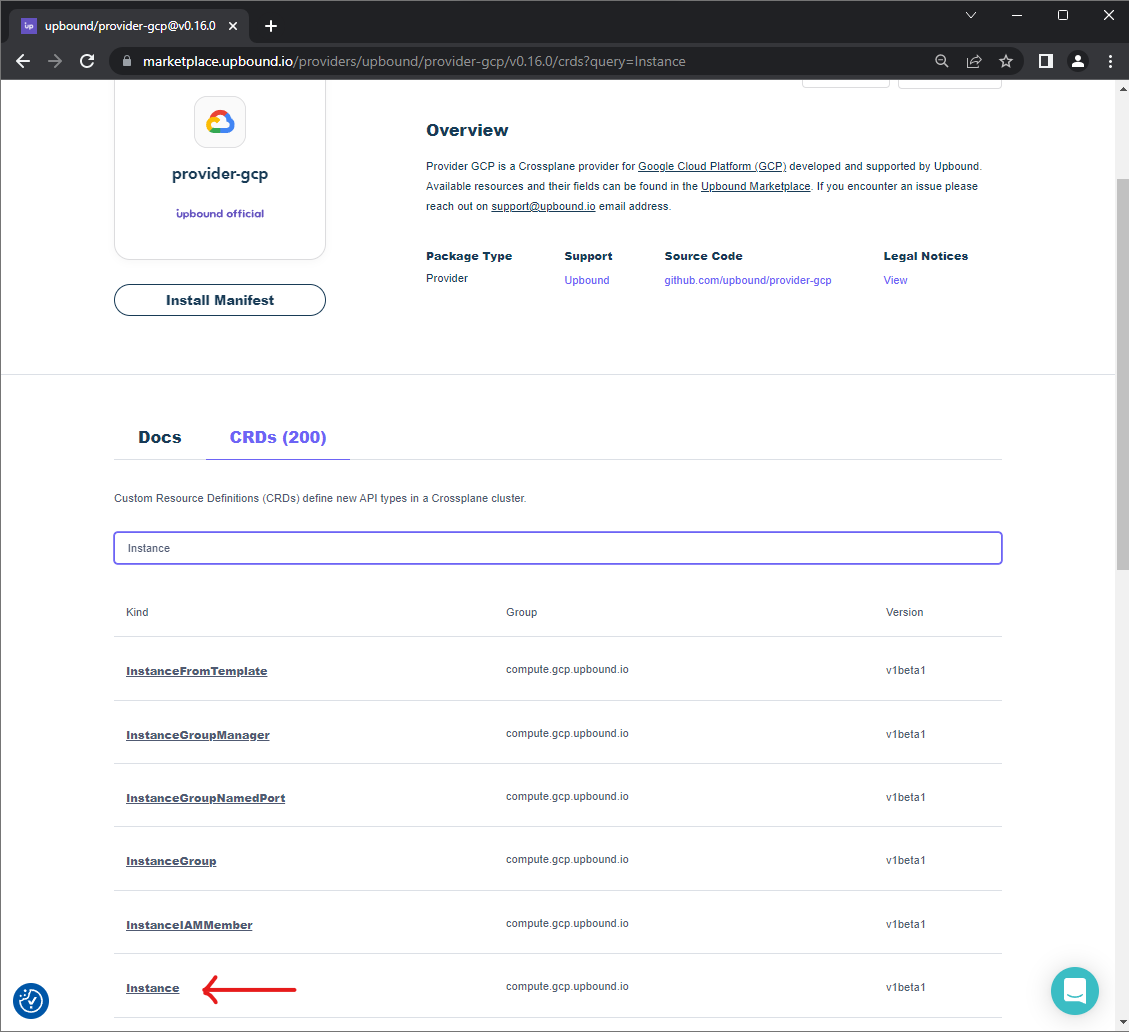 upbound/provider-gcp@v0.16.0
marketplace.upbound.io/providers/upbound/provider-gcp/v0.16.0/crds?query=Instance
provider-gcp
upbound official
Install Manifest
Overview
Provider GCP is a Crossplane provider for Google Cloud Platform (GCP) developed and supported by Upbound.
Available resources and their fields can be found in the Upbound Marketplace. If you encounter an issue please
reach out on support@upbound.io email address.
Package Type Support Source Code Legal Notices
Provider Upbound github.com/upbound/provider-gcp View
Docs CRDs (200)
Custom Resource Definitions (CRDs) define new API types in a Crossplane cluster.
Instance
Kind Group Version
InstanceFromTemplate compute.gcp.upbound.io v1beta1
InstanceGroupManager compute.gcp.upbound.io v1beta1
InstanceGroupNamedPort compute.gcp.upbound.io v1beta1
InstanceGroup compute.gcp.upbound.io v1beta1
InstanceIAMMember compute.gcp.upbound.io v1beta1
Instance compute.gcp.upbound.io v1beta1